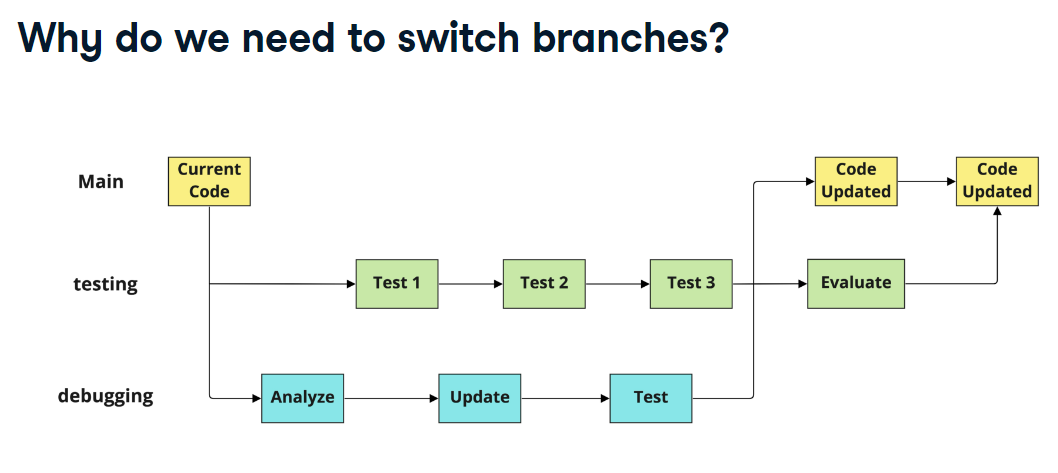 Why do we need to switch branches?
Main
Current
Code
Code
Updated
Code
Updated
testing
Test 1
Test 2
Test 3
Evaluate
debugging
Analyze
Update
Test